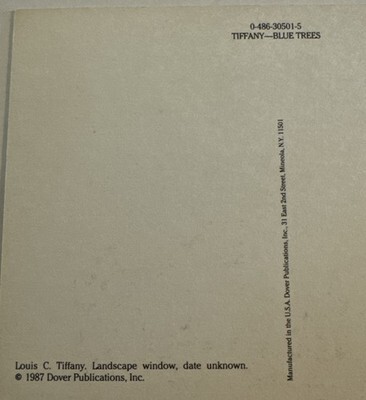 0-486-30501-5
TIFFANY—BLUE TREES
Manufactured in the U.S.A. Dover Publications, Inc., 31 East 2nd Street, Mineola, N.Y. 11501
Louis C. Tiffany. Landscape window, date unknown.
© 1987 Dover Publications, Inc.